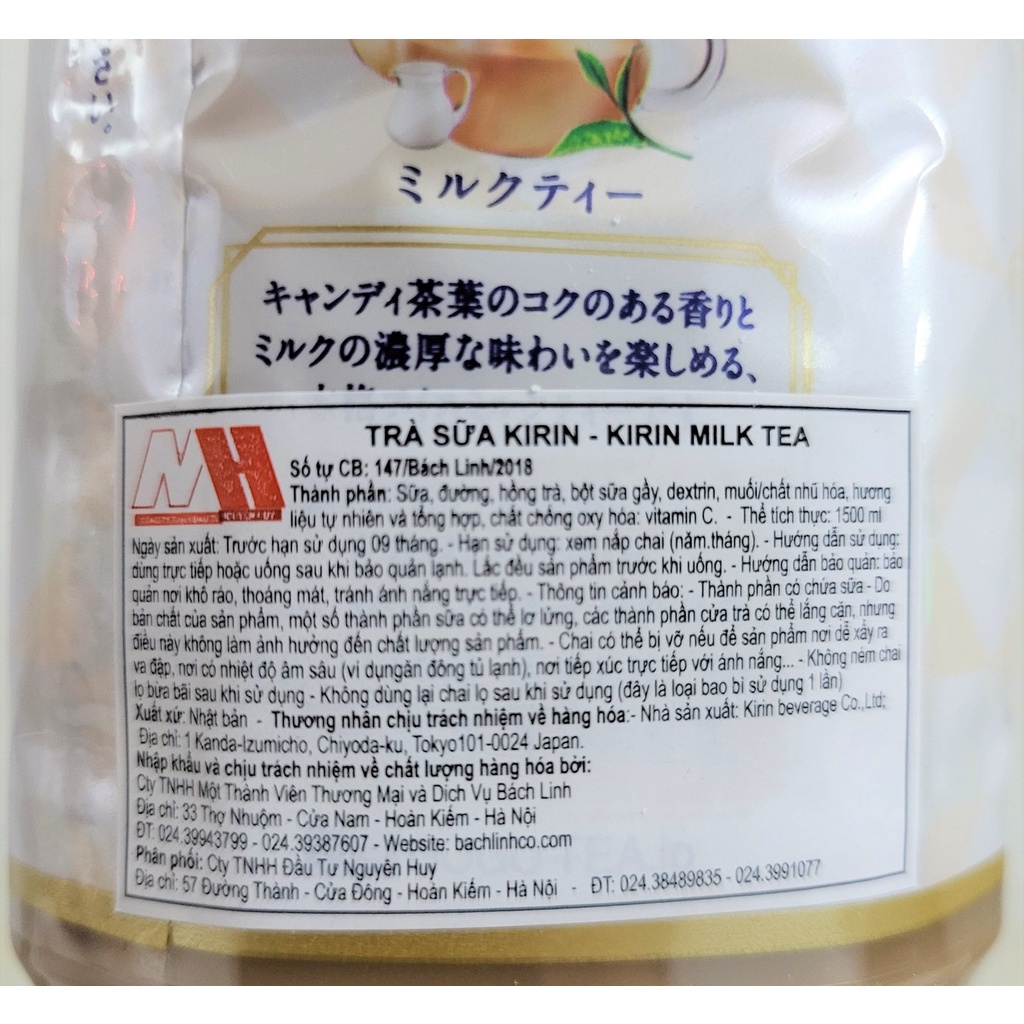 さい。
ミルクティー
キャンディ茶葉のコクのある香りと
ミルクの濃厚な味わいを楽しめる、
MH
TRÀ SỮA KIRIN - KIRIN MILK TEA
Số tự CB: 147/Bách Linh/2018
Thành phần: Sữa, đường, hồng trà, bột sữa gầy, dextrin, muối/chất nhũ hóa, hương
liệu tự nhiên và tổng hợp, chất chống oxy hóa: vitamin C. - Thể tích thực: 1500 ml
Ngày sản xuất: Trước hạn sử dụng 09 tháng. - Hạn sử dụng: xem nắp chai (năm.tháng). - Hướng dẫn sử dụng:
dùng trực tiếp hoặc uống sau khi bảo quản lạnh. Lắc đều sản phẩm trước khi uống. - Hướng dẫn bảo quản: bảo
quản nơi khô ráo, thoáng mát, tránh ánh nắng trực tiếp. - Thông tin cảnh báo: - Thành phần có chứa sữa - Do
bản chất của sản phẩm, một số thành phần sữa có thể lơ lửng, các thành phần cửa trà có thể lắng cặn, nhưng
điều này không làm ảnh hưởng đến chất lượng sản phẩm. - Chai có thể bị vỡ nếu để sản phẩm nơi dễ xẩy ra
va đập, nơi có nhiệt độ âm sâu (ví dụngăn đông tủ lạnh), nơi tiếp xúc trực tiếp với ánh nắng... - Không ném chai
lọ bừa bãi sau khi sử dụng - Không dùng lại chai lọ sau khi sử dụng (đây là loại bao bì sử dụng 1 lần)
Xuất xứ: Nhật bản - Thương nhân chịu trách nhiệm về hàng hóa:- Nhà sản xuất: Kirin beverage Co.,Ltd;
Địa chỉ: 1 Kanda-Izumicho, Chiyoda-ku, Tokyo101-0024 Japan.
Nhập khẩu và chịu trách nhiệm về chất lượng hàng hóa bởi:
Cty TNHH Một Thành Viên Thương Mại và Dịch Vụ Bách Linh
Địa chỉ: 33 Thợ Nhuộm - Cửa Nam - Hoàn Kiếm - Hà Nội
ĐT: 024.39943799 - 024.39387607 - Website: bachlinhco.com
Phân phối: Cty TNHH Đầu Tư Nguyên Huy
Địa chỉ: 57 Đường Thành - Cửa Đông - Hoàn Kiếm - Hà Nội - ĐT: 024.38489835 - 024.3991077